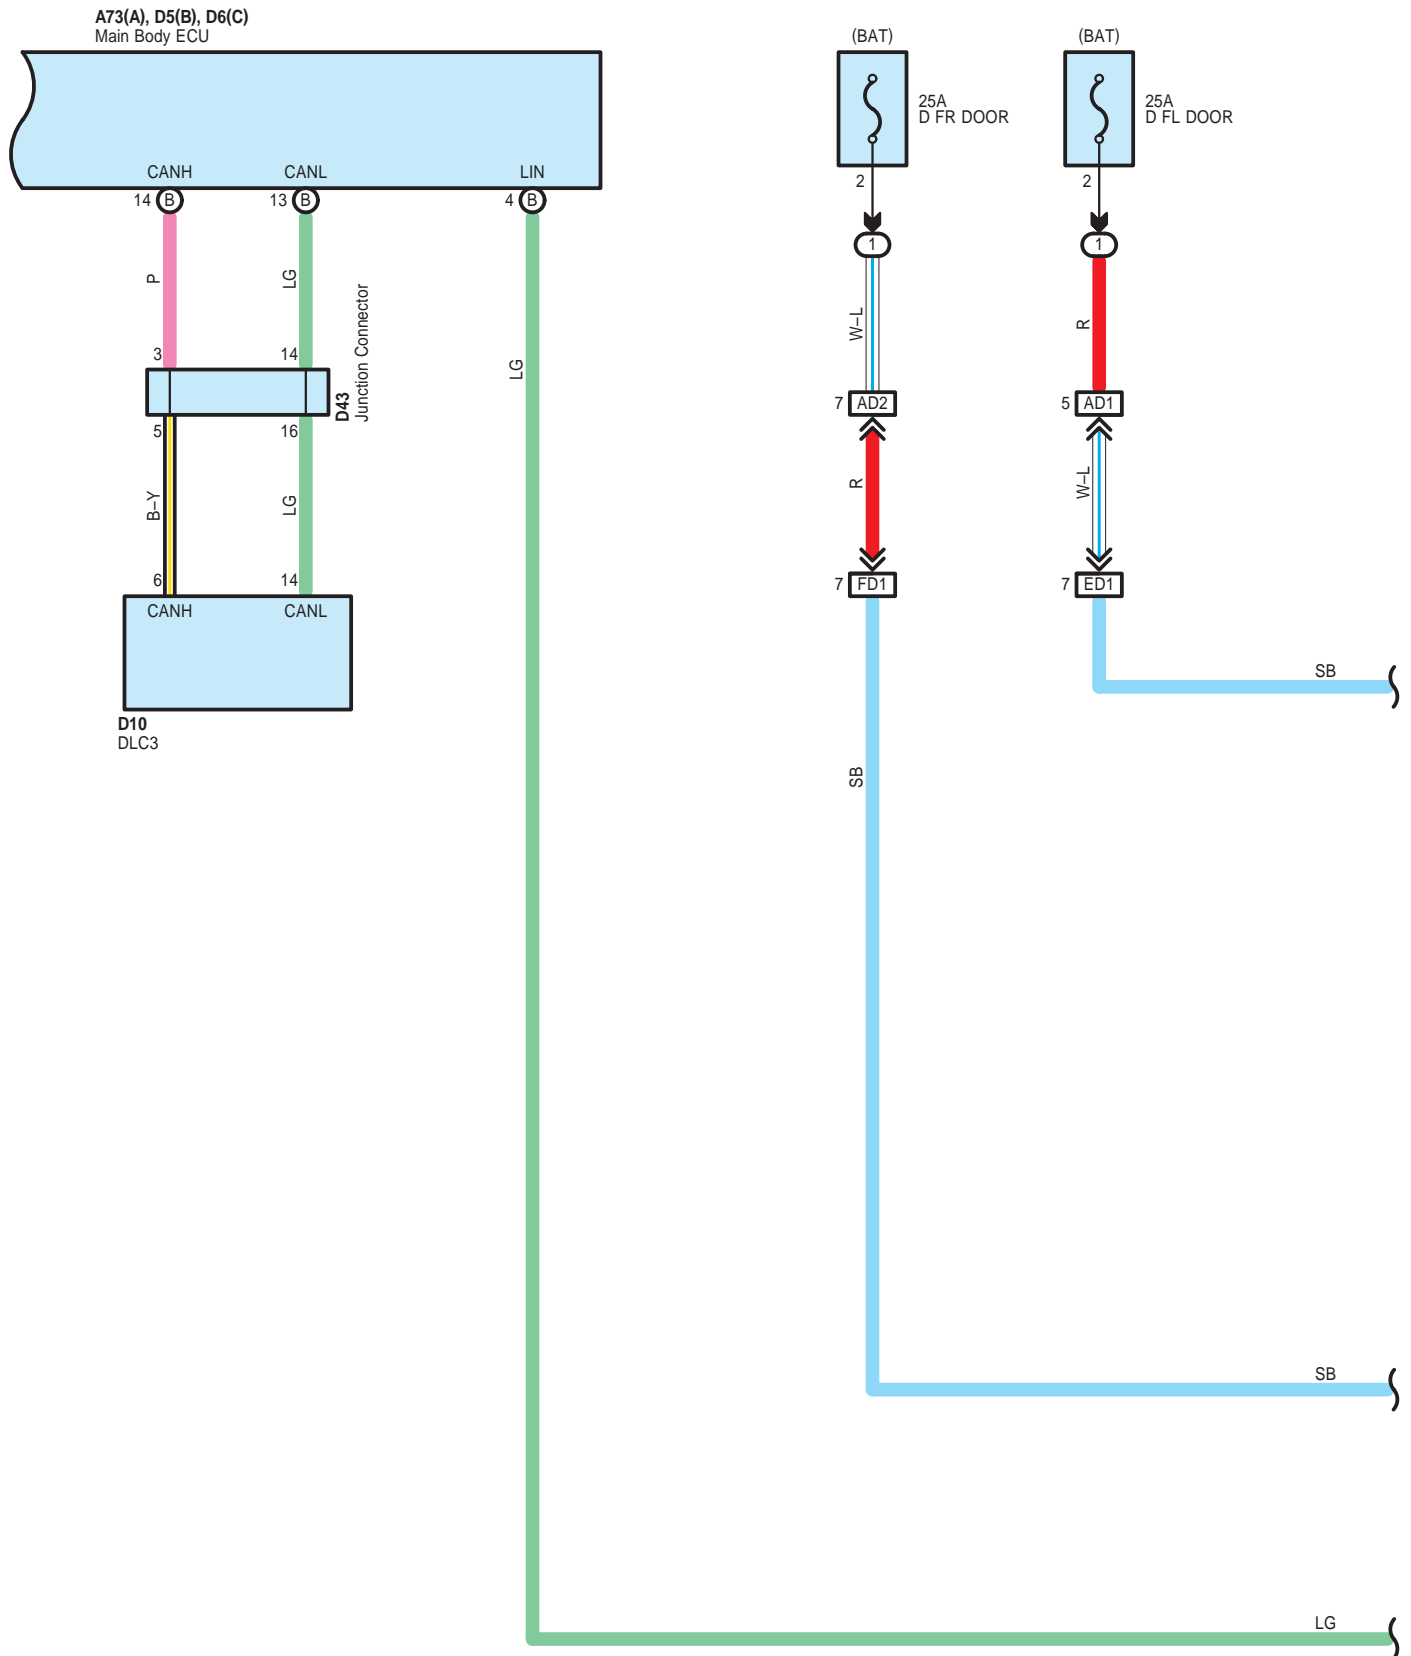 A73(A), D5(B), D6(C)
Main Body ECU
(BAT)
(BAT)
25A
D FR DOOR
25A
D FL DOOR
CANH
CANL
LIN
14 B
13 B
4 B
2
2
1
1
P
LG
LG
W–L
R
3
14
D43
Junction Connector
7 AD2
5 AD1
5
16
B–Y
LG
R
W–L
6
14
7 FD1
7 ED1
CANH
CANL
SB
D10
DLC3
SB
SB
LG